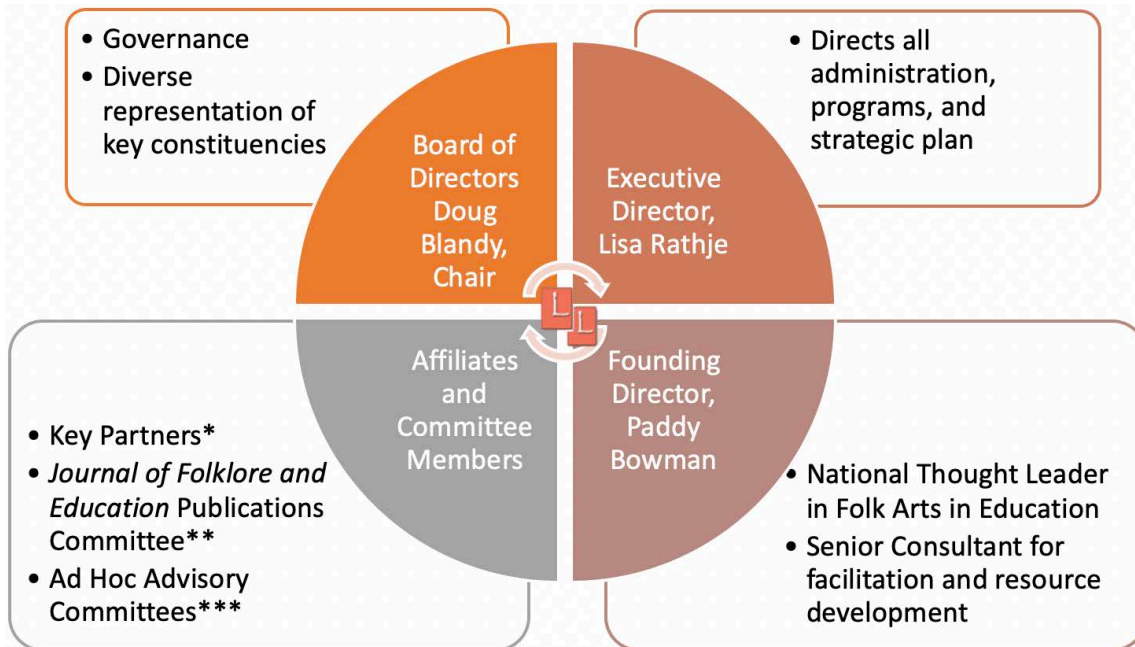 • Governance
• Diverse
representation of
key constituencies
Board of
Directors
Doug
Blandy,
Chair
Executive
Director,
Lisa Rathje
• Directs all
administration,
programs, and
strategic plan
L
L
Affiliates
and
Committee
Members
• Key Partners*
• Journal of Folklore and
Education Publications
Committee**
• Ad Hoc Advisory
Committees***
Founding
Director,
Paddy
Bowman
• National Thought Leader
in Folk Arts in Education
• Senior Consultant for
facilitation and resource
development